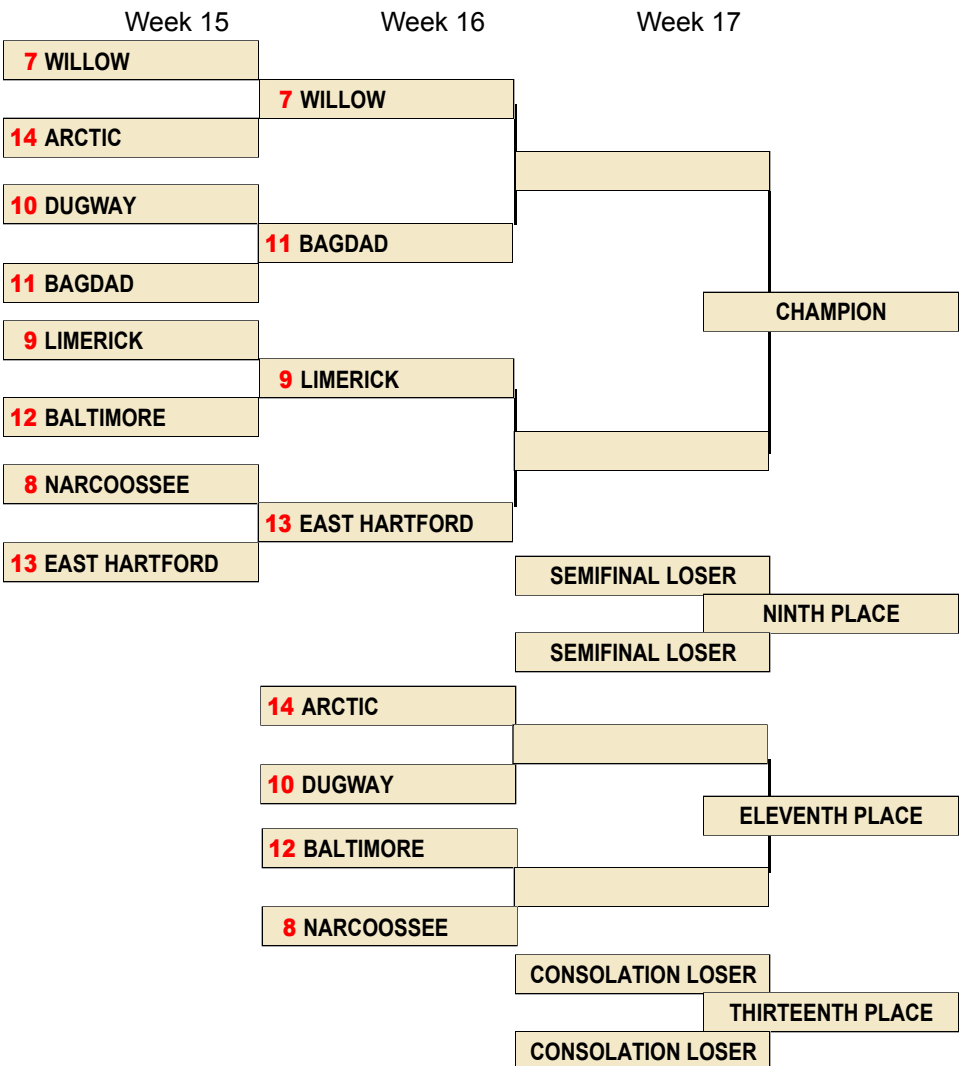 Week 15 Week 16 Week 17
7 WILLOW
7 WILLOW
14 ARCTIC
10 DUGWAY
11 BAGDAD
11 BAGDAD
CHAMPION
9 LIMERICK
9 LIMERICK
12 BALTIMORE
8 NARCOOSSEE
13 EAST HARTFORD
13 EAST HARTFORD
SEMIFINAL LOSER
NINTH PLACE
SEMIFINAL LOSER
14 ARCTIC
10 DUGWAY
ELEVENTH PLACE
12 BALTIMORE
8 NARCOOSSEE
CONSOLATION LOSER
THIRTEENTH PLACE
CONSOLATION LOSER